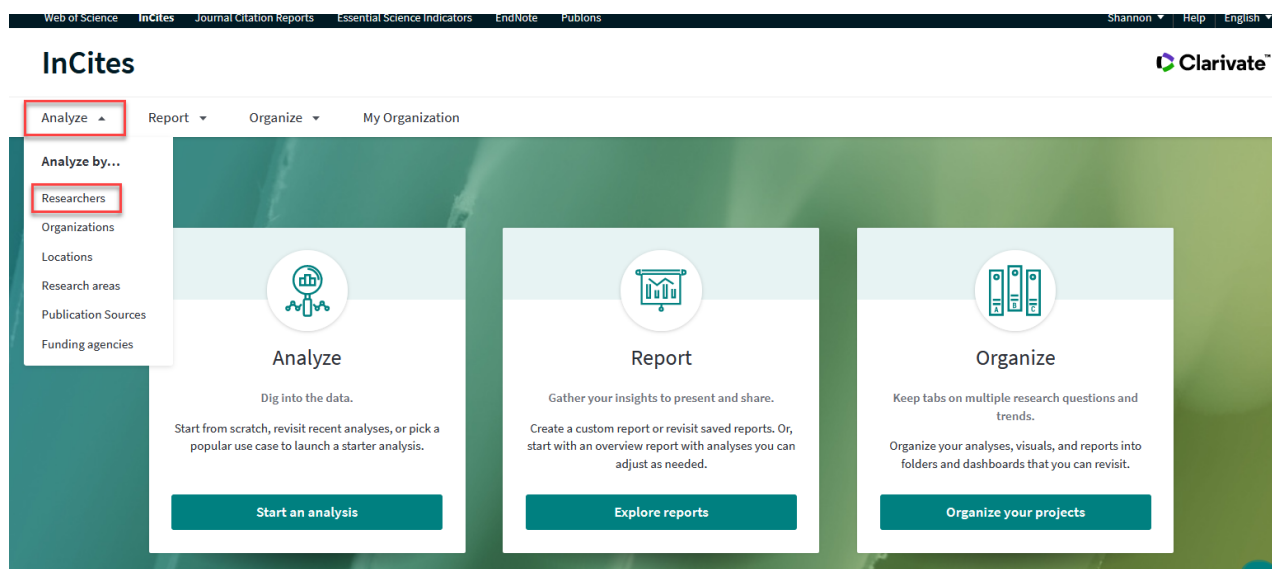 Web of Science InCites Journal Citation Reports Essential Science Indicators EndNote Publons Shannon Help English
InCites
Clarivate™
Analyze Report Organize My Organization
Analyze by...
Researchers
Organizations
Locations
Research areas
Publication Sources
Funding agencies
Analyze
Dig into the data.
Start from scratch, revisit recent analyses, or pick a
popular use case to launch a starter analysis.
Start an analysis
Report
Gather your insights to present and share.
Create a custom report or revisit saved reports. Or,
start with an overview report with analyses you can
adjust as needed.
Explore reports
A B C
Organize
Keep tabs on multiple research questions and
trends.
Organize your analyses, visuals, and reports into
folders and dashboards that you can revisit.
Organize your projects